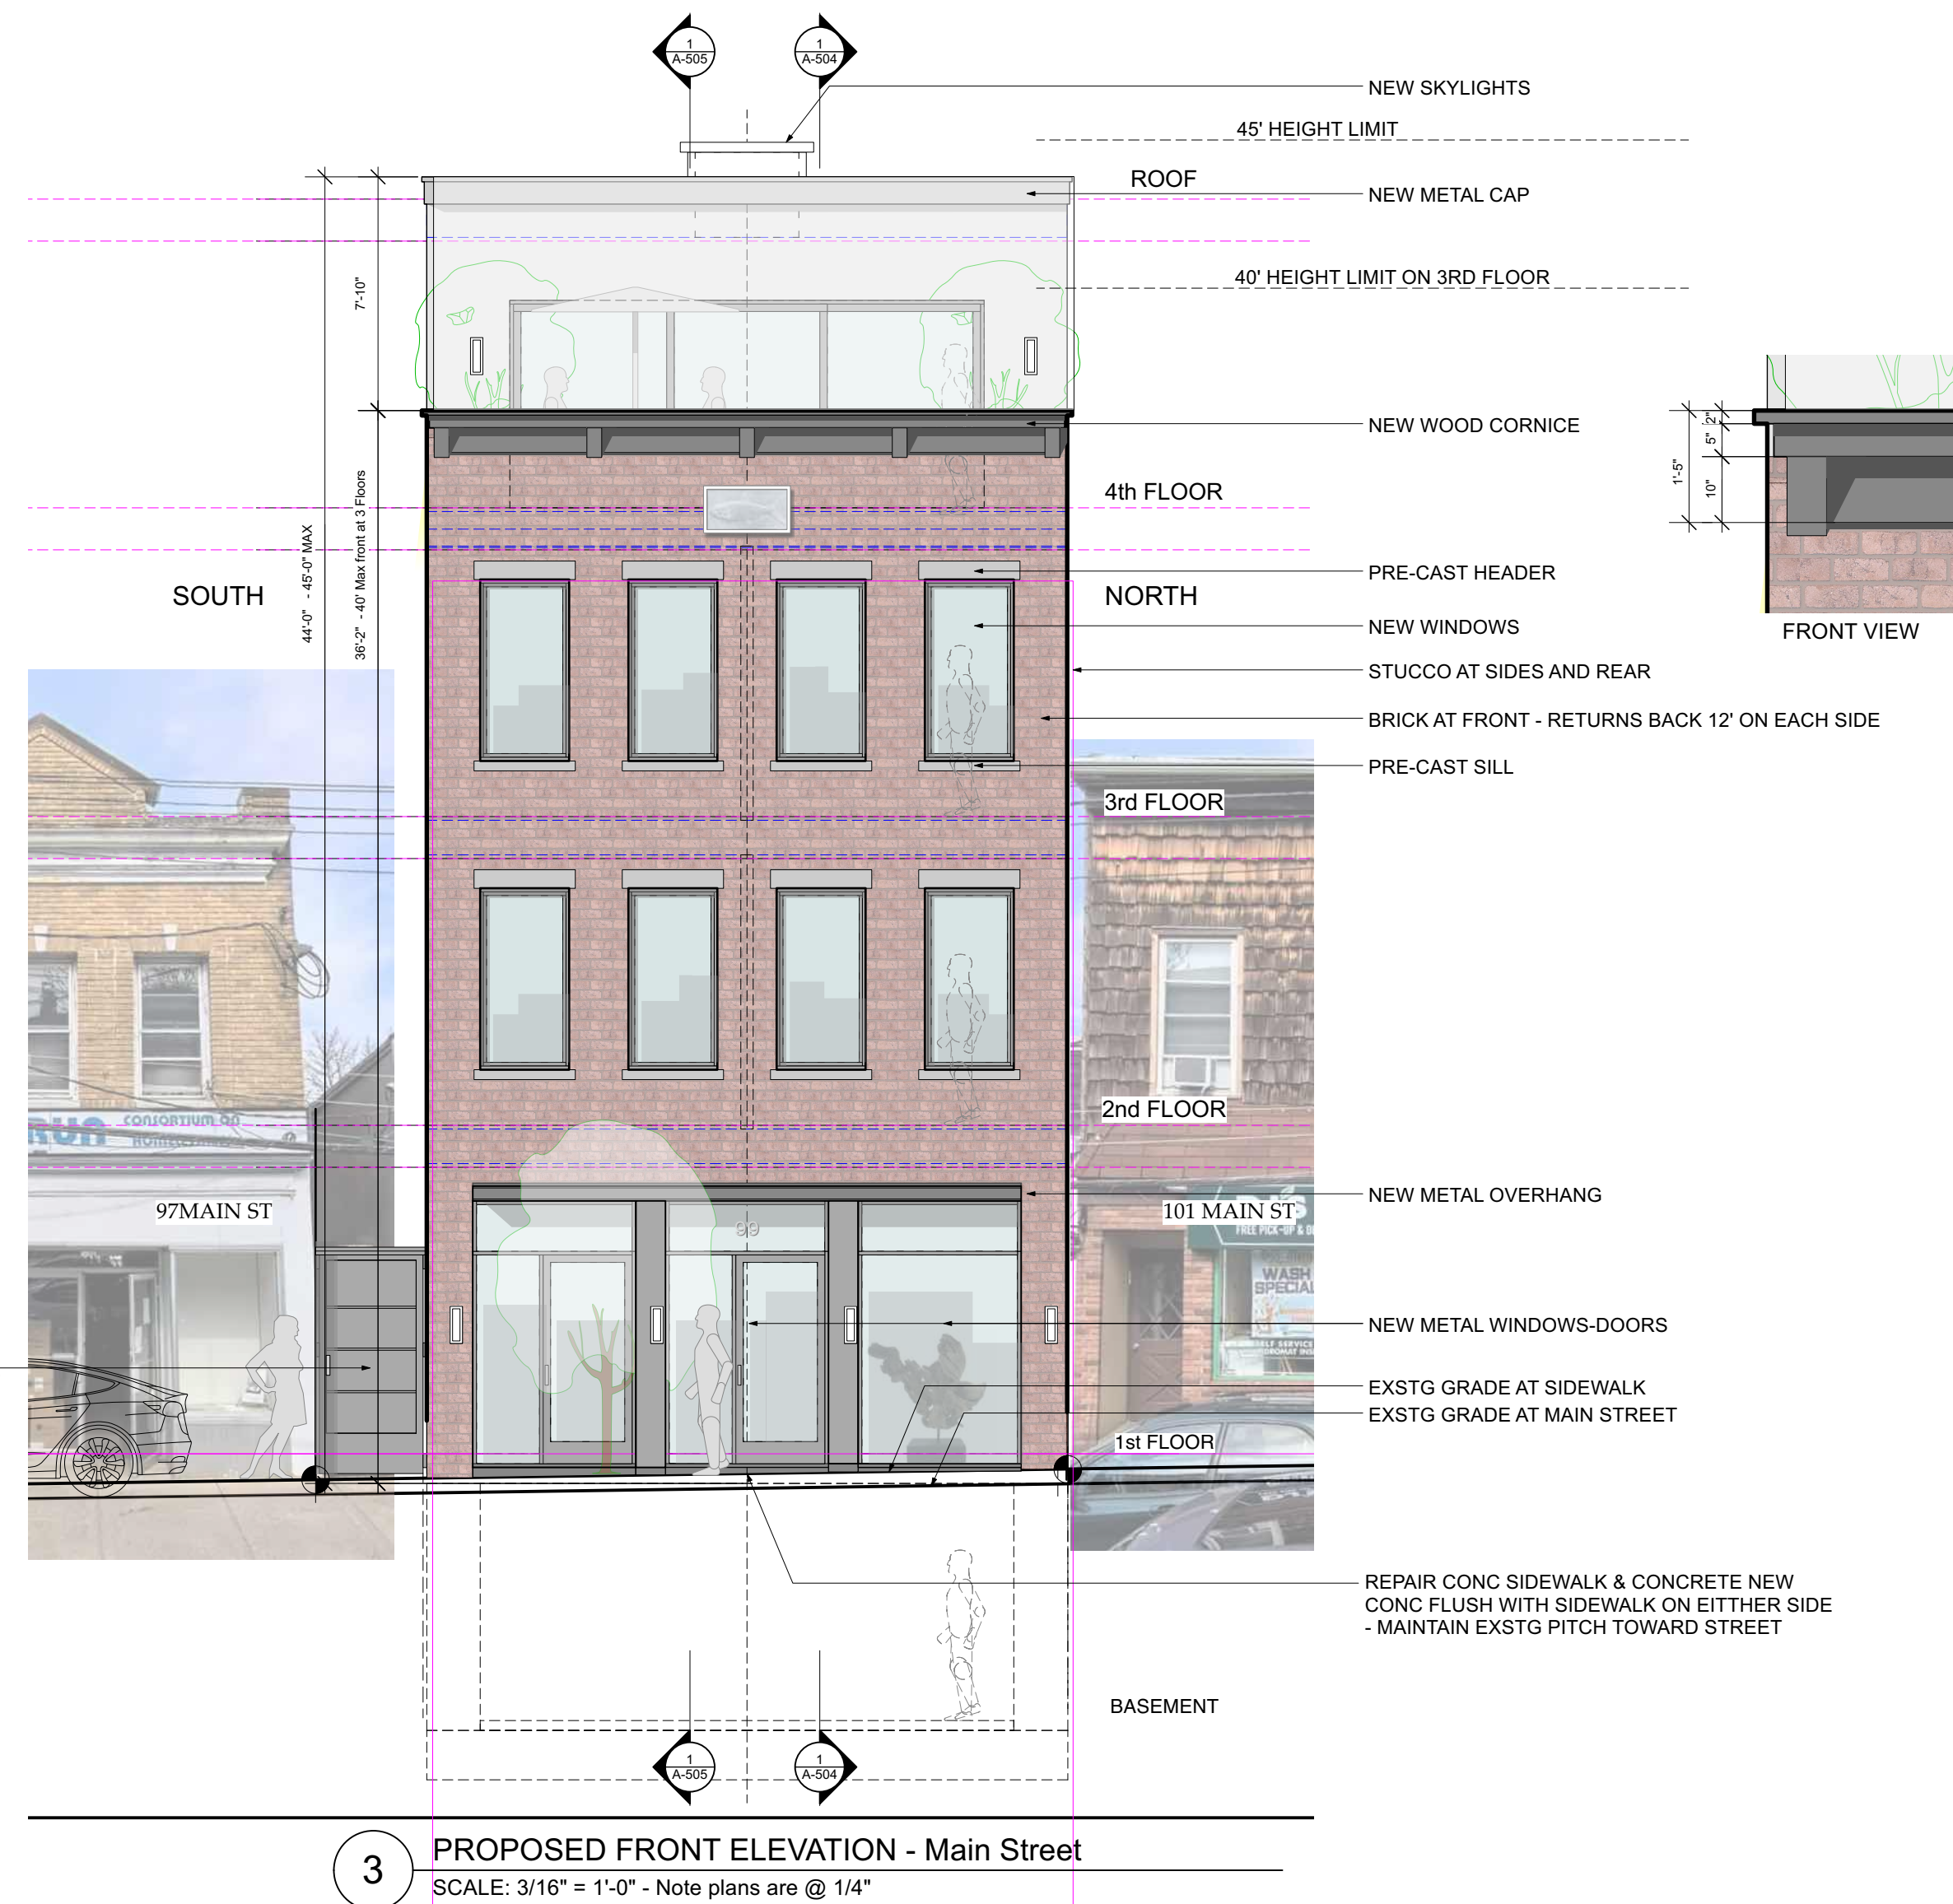 1
A-505
1
A-504
NEW SKYLIGHTS
45' HEIGHT LIMIT
ROOF
NEW METAL CAP
7'-10"
40' HEIGHT LIMIT ON 3RD FLOOR
NEW WOOD CORNICE
2"
5"
10"
1'-5"
4th FLOOR
44'-0" - 45'-0" MAX
36'-2" - 40' Max front at 3 Floors
SOUTH
NORTH
PRE-CAST HEADER
NEW WINDOWS
FRONT VIEW
STUCCO AT SIDES AND REAR
BRICK AT FRONT - RETURNS BACK 12' ON EACH SIDE
PRE-CAST SILL
3rd FLOOR
2nd FLOOR
CONSORTIUM ON
NEW METAL OVERHANG
97MAIN ST
101 MAIN ST
FREE PICK-UP &
99
WASH
SPECIAL
NEW METAL WINDOWS-DOORS
SELF SERVICE
EXSTG GRADE AT SIDEWALK
EXSTG GRADE AT MAIN STREET
1st FLOOR
REPAIR CONC SIDEWALK & CONCRETE NEW
CONC FLUSH WITH SIDEWALK ON EITTHER SIDE
- MAINTAIN EXSTG PITCH TOWARD STREET
BASEMENT
1
A-505
1
A-504
3
PROPOSED FRONT ELEVATION - Main Street
SCALE: 3/16" = 1'-0" - Note plans are @ 1/4"